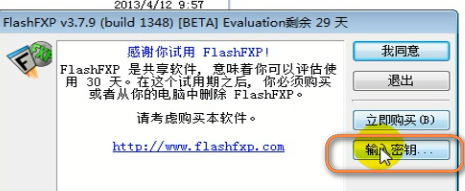 2013/4/12 9:57
FlashFXP v3.7.9 (build 1348) [BETA] Evaluation剩余 29 天
感谢你试用 FlashFXP!
FlashFXP 是共享软件, 意味着你可以评估使
用 30 天。在这个试用期之后, 你必须购买
或者从你的电脑中删除 FlashFXP。
请考虑购买本软件。
http://www.flashfxp.com
我同意
退出
立即购买(B)
输入密钥...